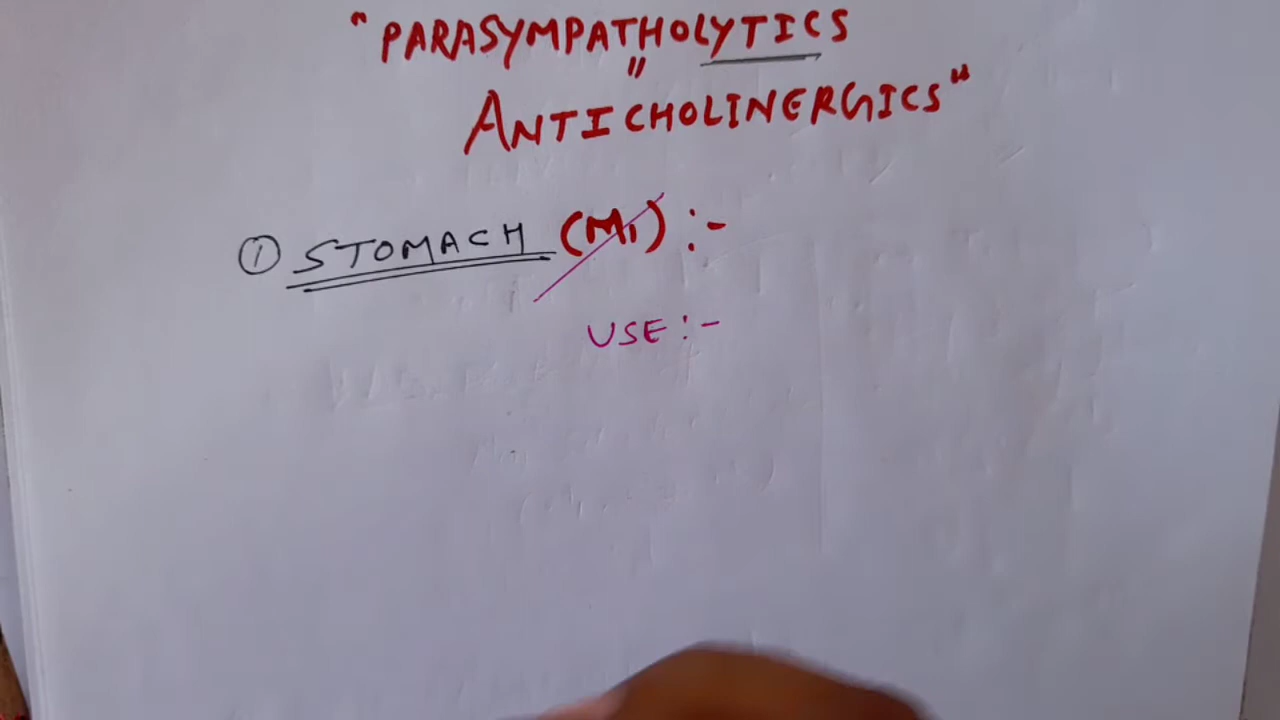 "PARASYMPATHOLYTICS
"
ANTICHOLINERGICS"
① STOMACH (M1) :-
USE :-